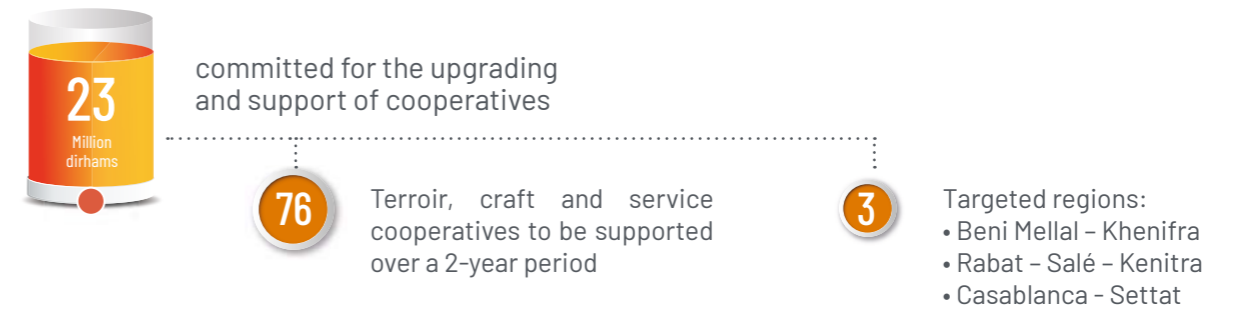 23
Million
dirhams
committed for the upgrading
and support of cooperatives
76
Terroir, craft and service
cooperatives to be supported
over a 2-year period
3
Targeted regions:
• Beni Mellal – Khenifra
• Rabat – Salé – Kenitra
• Casablanca - Settat